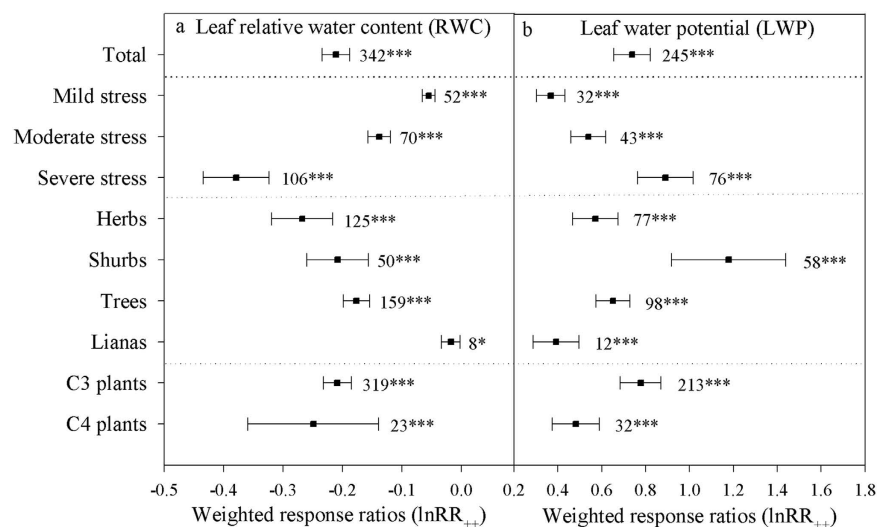 a Leaf relative water content (RWC) b Leaf water potential (LWP)
Total 342*** 245***
Mild stress 52*** 32***
Moderate stress 70*** 43***
Severe stress 106*** 76***
Herbs 125*** 77***
Shurbs 50*** 58***
Trees 159*** 98***
Lianas 8* 12***
C3 plants 319*** 213***
C4 plants 23*** 32***
-0.5 -0.4 -0.3 -0.2 -0.1 0.0 0.2 0.4 0.6 0.8 1.0 1.2 1.4 1.6 1.8
Weighted response ratios (lnRR++) Weighted response ratios (lnRR++)